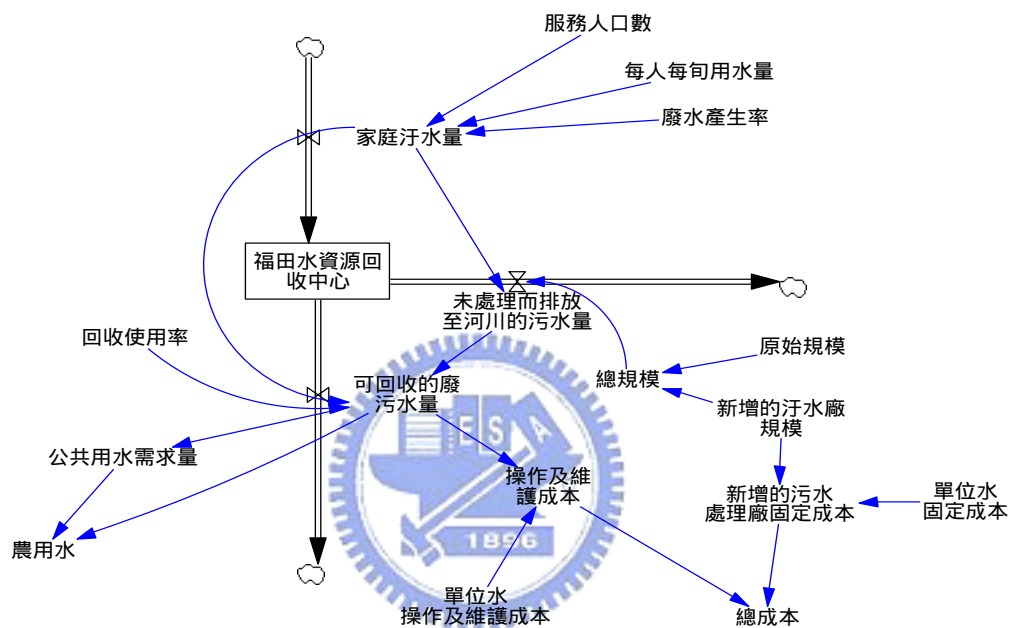 服務人口數
每人每旬用水量
廢水產生率
家庭汙水量
福田水資源回
收中心
未處理而排放
至河川的污水量
回收使用率
原始規模
總規模
可回收的廢
污水量
新增的汙水廠
規模
公共用水需求量
操作及維
護成本
新增的污水
處理廠固定成本
單位水
固定成本
農用水
單位水
操作及維護成本
總成本
E S A
1896